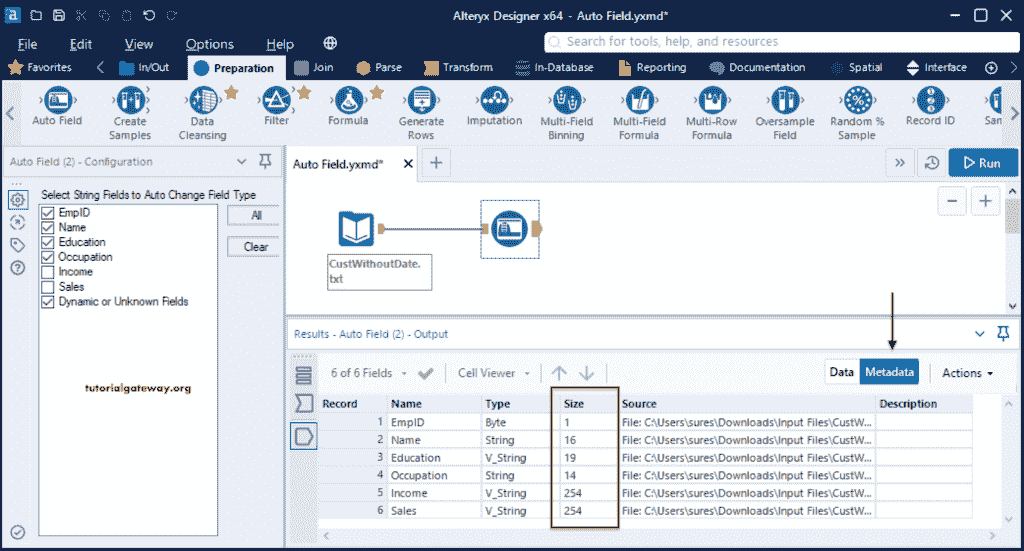 Alteryx Designer x64 - Auto Field.yxmd*
File Edit View Options Help
Search for tools, help, and resources
Favorites In/Out Preparation Join Parse Transform In-Database Reporting Documentation Spatial Interface
Auto Field
Create Samples
Data Cleansing
Filter
Formula
Generate Rows
Imputation
Multi-Field Binning
Multi-Field Formula
Multi-Row Formula
Oversample Field
Random % Sample
Record ID
Auto Field (2) - Configuration
Select String Fields to Auto Change Field Type
EmpID
Name
Education
Occupation
Income
Sales
Dynamic or Unknown Fields
All
Clear
tutorialgateway.org
Auto Field.yxmd*
Run
CustWithoutDate.
txt
Results - Auto Field (2) - Output
6 of 6 Fields Cell Viewer Data Metadata Actions
Record Name Type Size Source Description
1 EmpID Byte 1 File: C:\Users\sures\Downloads\Input Files\CustW...
2 Name String 16 File: C:\Users\sures\Downloads\Input Files\CustW...
3 Education V_String 19 File: C:\Users\sures\Downloads\Input Files\CustW...
4 Occupation String 14 File: C:\Users\sures\Downloads\Input Files\CustW...
5 Income V_String 254 File: C:\Users\sures\Downloads\Input Files\CustW...
6 Sales V_String 254 File: C:\Users\sures\Downloads\Input Files\CustW...